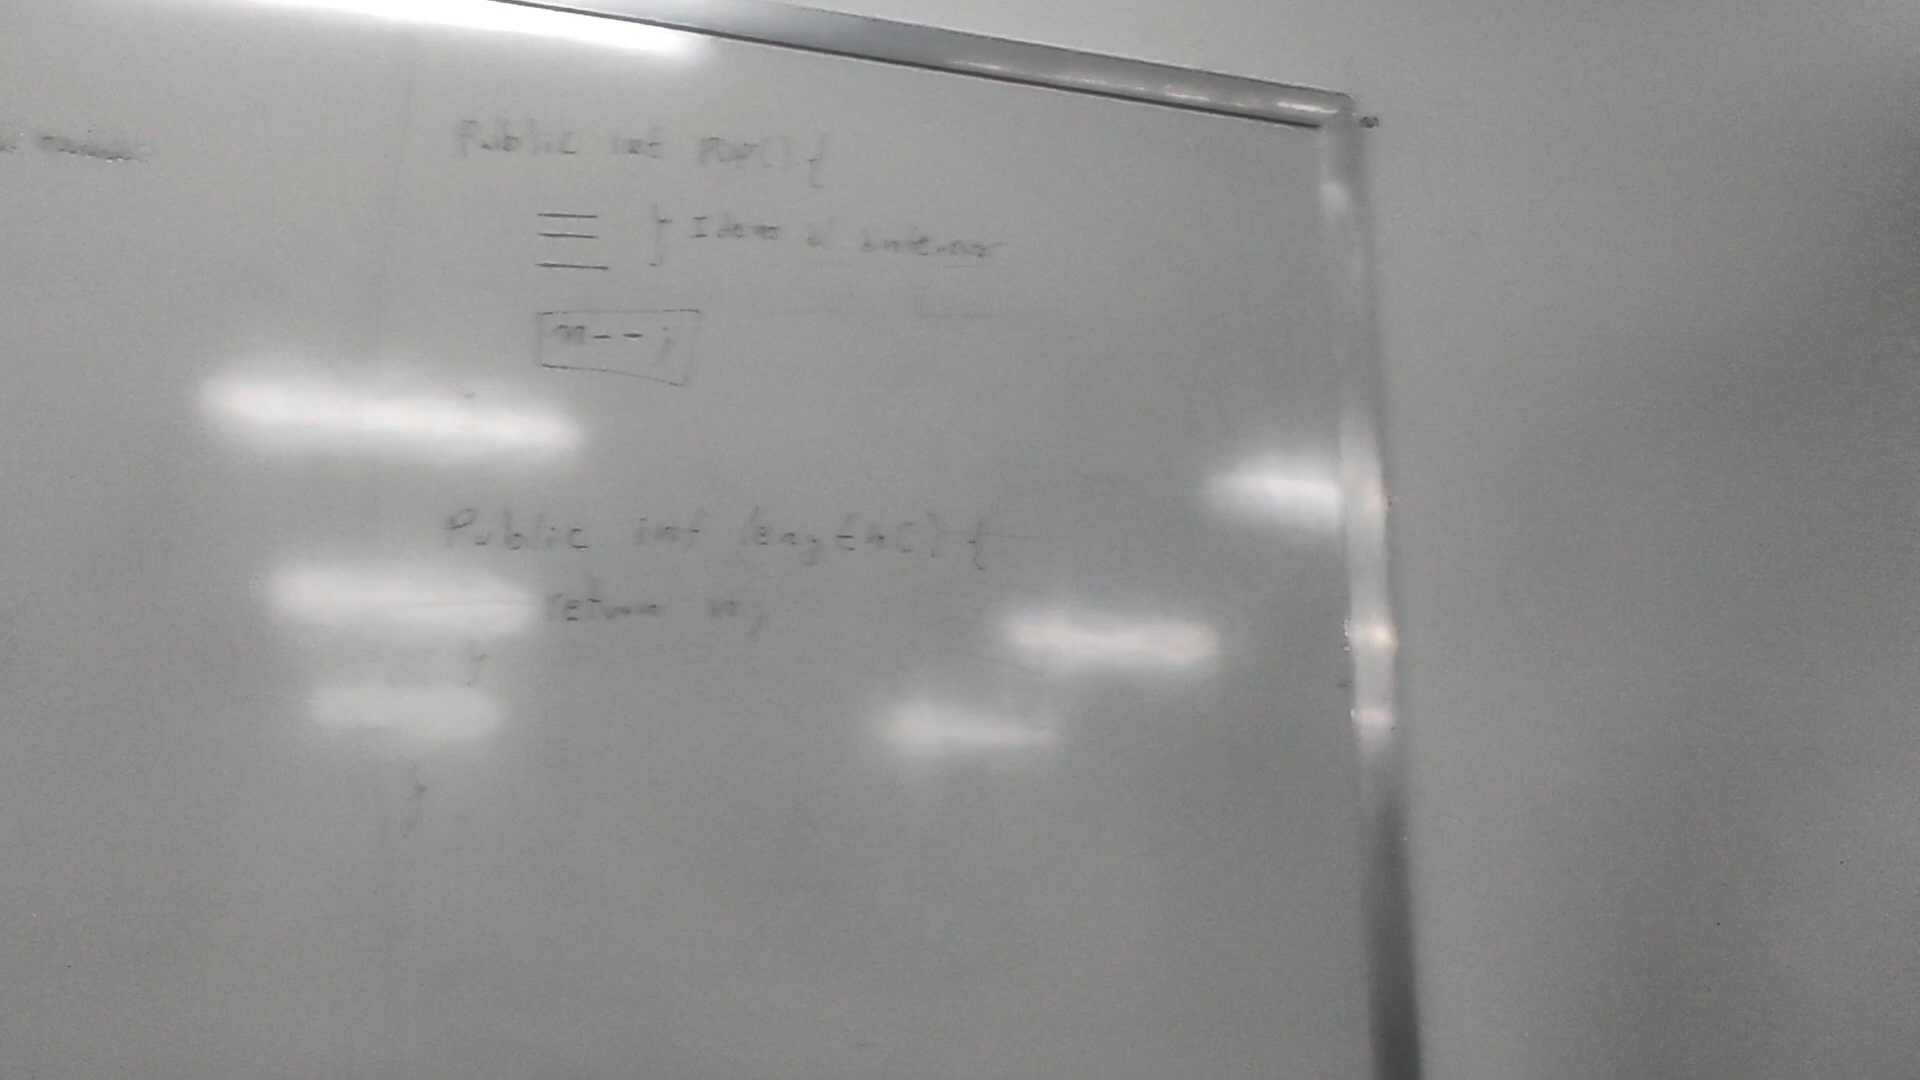 Public int POP() {
} Idem al anterior
n--;
Public int length() {
return n;
}
}